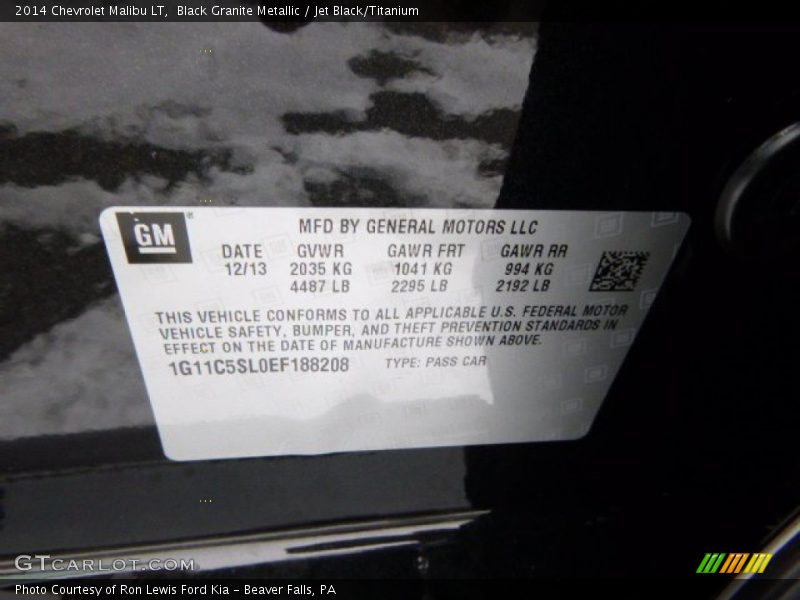 2014 Chevrolet Malibu LT,  Black Granite Metallic / Jet Black/Titanium
GM
MFD BY GENERAL MOTORS LLC
DATE GVWR GAWR FRT GAWR RR
12/13 2035 KG 1041 KG 994 KG
4487 LB 2295 LB 2192 LB
THIS VEHICLE CONFORMS TO ALL APPLICABLE U.S. FEDERAL MOTOR
VEHICLE SAFETY, BUMPER, AND THEFT PREVENTION STANDARDS IN
EFFECT ON THE DATE OF MANUFACTURE SHOWN ABOVE.
1G11C5SL0EF188208 TYPE: PASS CAR
GTCARLOT.COM
Photo Courtesy of Ron Lewis Ford Kia - Beaver Falls, PA